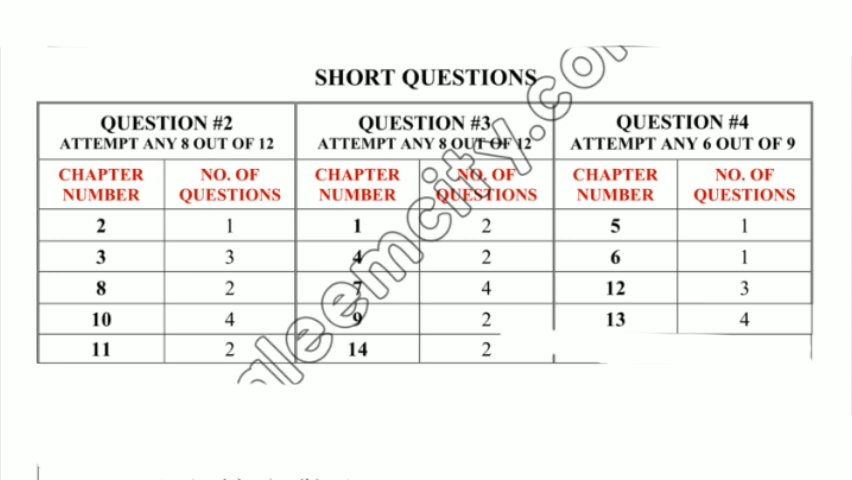 SHORT QUESTIONS
QUESTION #2 QUESTION #3 QUESTION #4
ATTEMPT ANY 8 OUT OF 12 ATTEMPT ANY 8 OUT OF 12 ATTEMPT ANY 6 OUT OF 9
CHAPTER NO. OF CHAPTER NO. OF CHAPTER NO. OF
NUMBER QUESTIONS NUMBER QUESTIONS NUMBER QUESTIONS
2 1 1 2 5 1
3 3 4 2 6 1
8 2 7 4 12 3
10 4 9 2 13 4
11 2 14 2
aleemcity.com